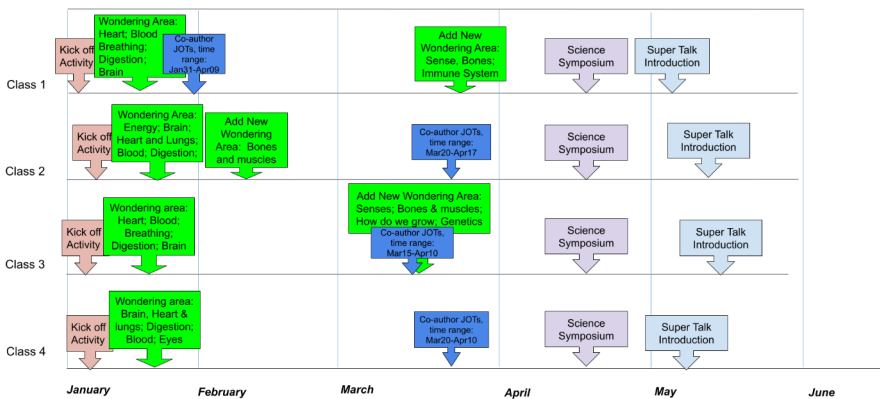 Wondering Area:
Heart; Blood
Breathing;
Digestion;
Brain
Kick off
Activity
Co-author
JOTs, time
range:
Jan31-Apr09
Add New
Wondering Area:
Sense, Bones;
Immune System
Science
Symposium
Super Talk
Introduction
Class 1
Wondering Area:
Energy; Brain;
Heart and Lungs;
Blood; Digestion;
Kick off
Activity
Add New
Wondering
Area: Bones
and muscles
Co-author JOTs,
time range:
Mar20-Apr17
Science
Symposium
Super Talk
Introduction
Class 2
Wondering area:
Heart; Blood;
Breathing;
Digestion; Brain
Kick off
Activity
Add New Wondering Area:
Senses; Bones & muscles;
How do we grow; Genetics
Co-author JOTs,
time range:
Mar15-Apr10
Science
Symposium
Super Talk
Introduction
Class 3
Wondering area:
Brain, Heart &
lungs; Digestion;
Blood; Eyes
Kick off
Activity
Co-author JOTs,
time range:
Mar20-Apr10
Science
Symposium
Super Talk
Introduction
Class 4
January
February
March
April
May
June